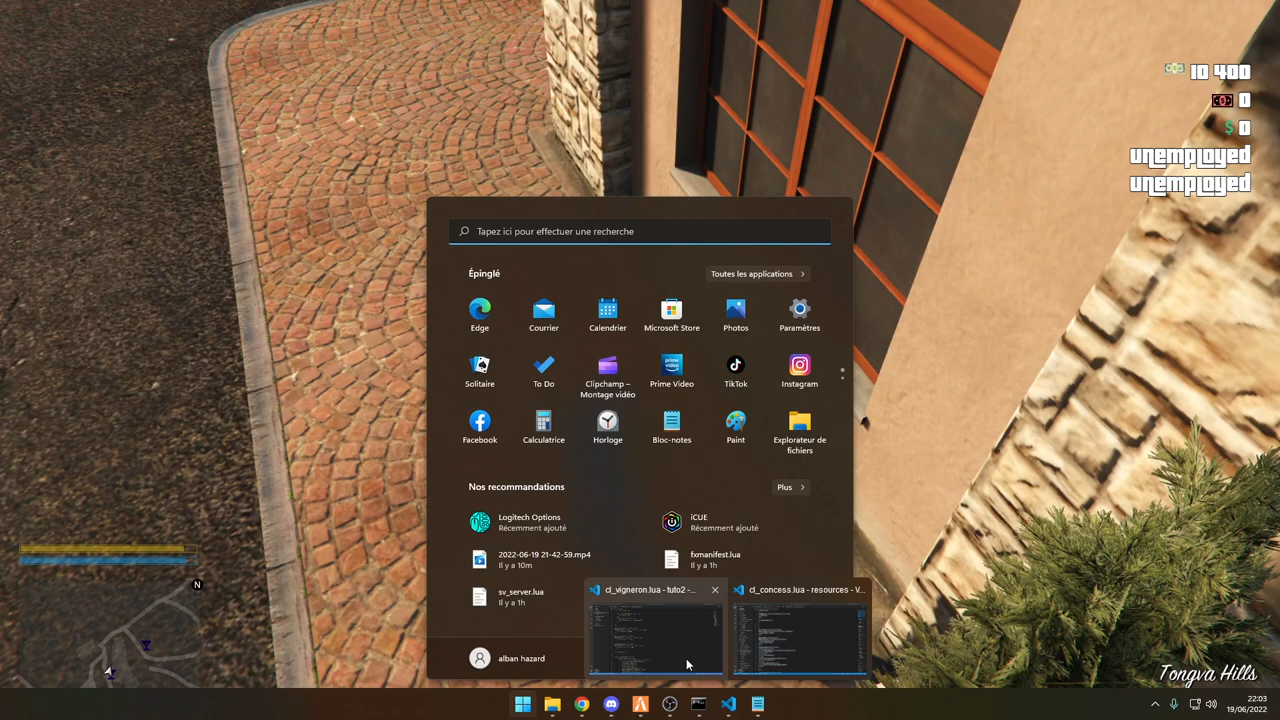 10 400
0
$ 0
unemployed
unemployed
Tapez ici pour effectuer une recherche
Épinglé
Toutes les applications
Edge
Courrier
Calendrier
Microsoft Store
Photos
Paramètres
Solitaire
To Do
Clipchamp –
Montage vidéo
Prime Video
TikTok
Instagram
Facebook
Calculatrice
Horloge
Bloc-notes
Paint
Explorateur de
fichiers
Nos recommandations
Plus
Logitech Options
Récemment ajouté
iCUE
Récemment ajouté
2022-06-19 21-42-59.mp4
Il y a 10m
fxmanifest.lua
Il y a 1h
sv_server.lua
Il y a 1h
cl_vigneron.lua - tuto2 -...
cl_concess.lua - resources - V...
alban hazard
N
Tongva Hills
22:03
19/06/2022